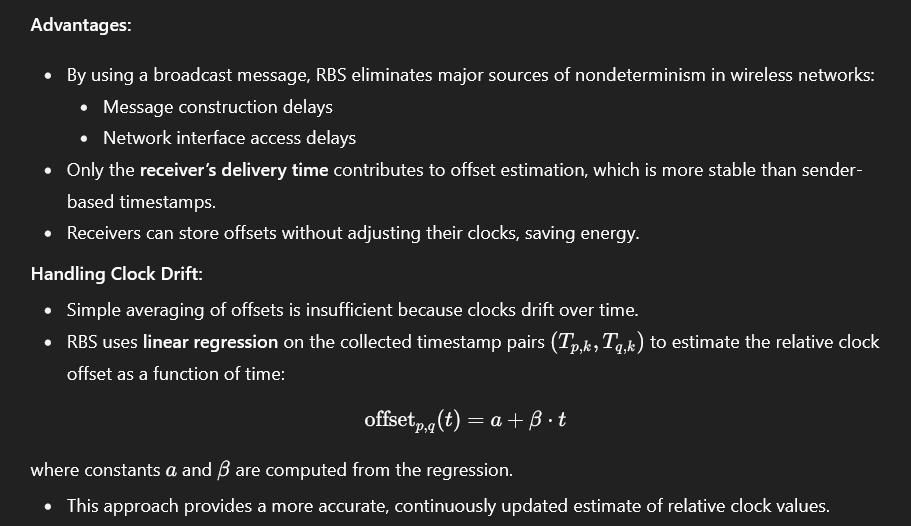 Advantages:
• By using a broadcast message, RBS eliminates major sources of nondeterminism in wireless networks:
• Message construction delays
• Network interface access delays
• Only the receiver’s delivery time contributes to offset estimation, which is more stable than sender-
based timestamps.
• Receivers can store offsets without adjusting their clocks, saving energy.
Handling Clock Drift:
• Simple averaging of offsets is insufficient because clocks drift over time.
• RBS uses linear regression on the collected timestamp pairs (T_{p,k}, T_{q,k}) to estimate the relative clock
offset as a function of time:
offset_{p,q}(t) = a + β · t
where constants a and β are computed from the regression.
• This approach provides a more accurate, continuously updated estimate of relative clock values.